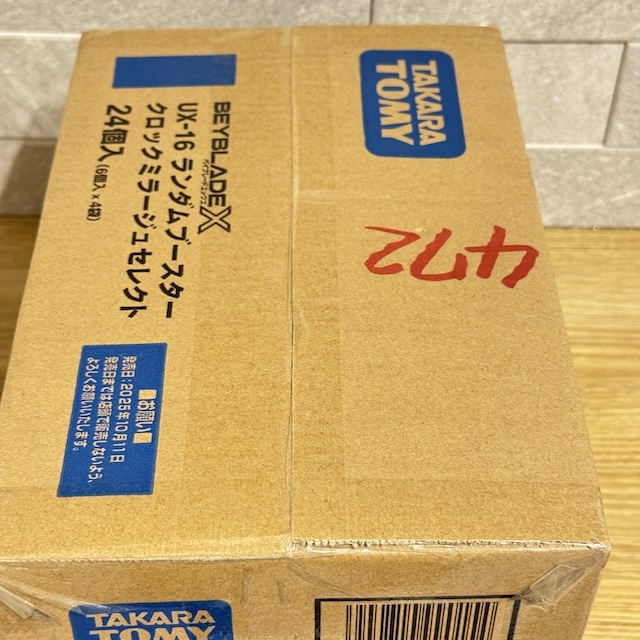 TAKARA
TOMY
BEYBLADE X
ベイブレードエックス
UX-16 ランダムブースター
クロックミラージュセレクト
24個入(6個入×4袋)
472
■お願い■
発売日:2025年10月11日
発売日までは店頭で販売しないよう、
よろしくお願いいたします。
TAKARA
TOMY